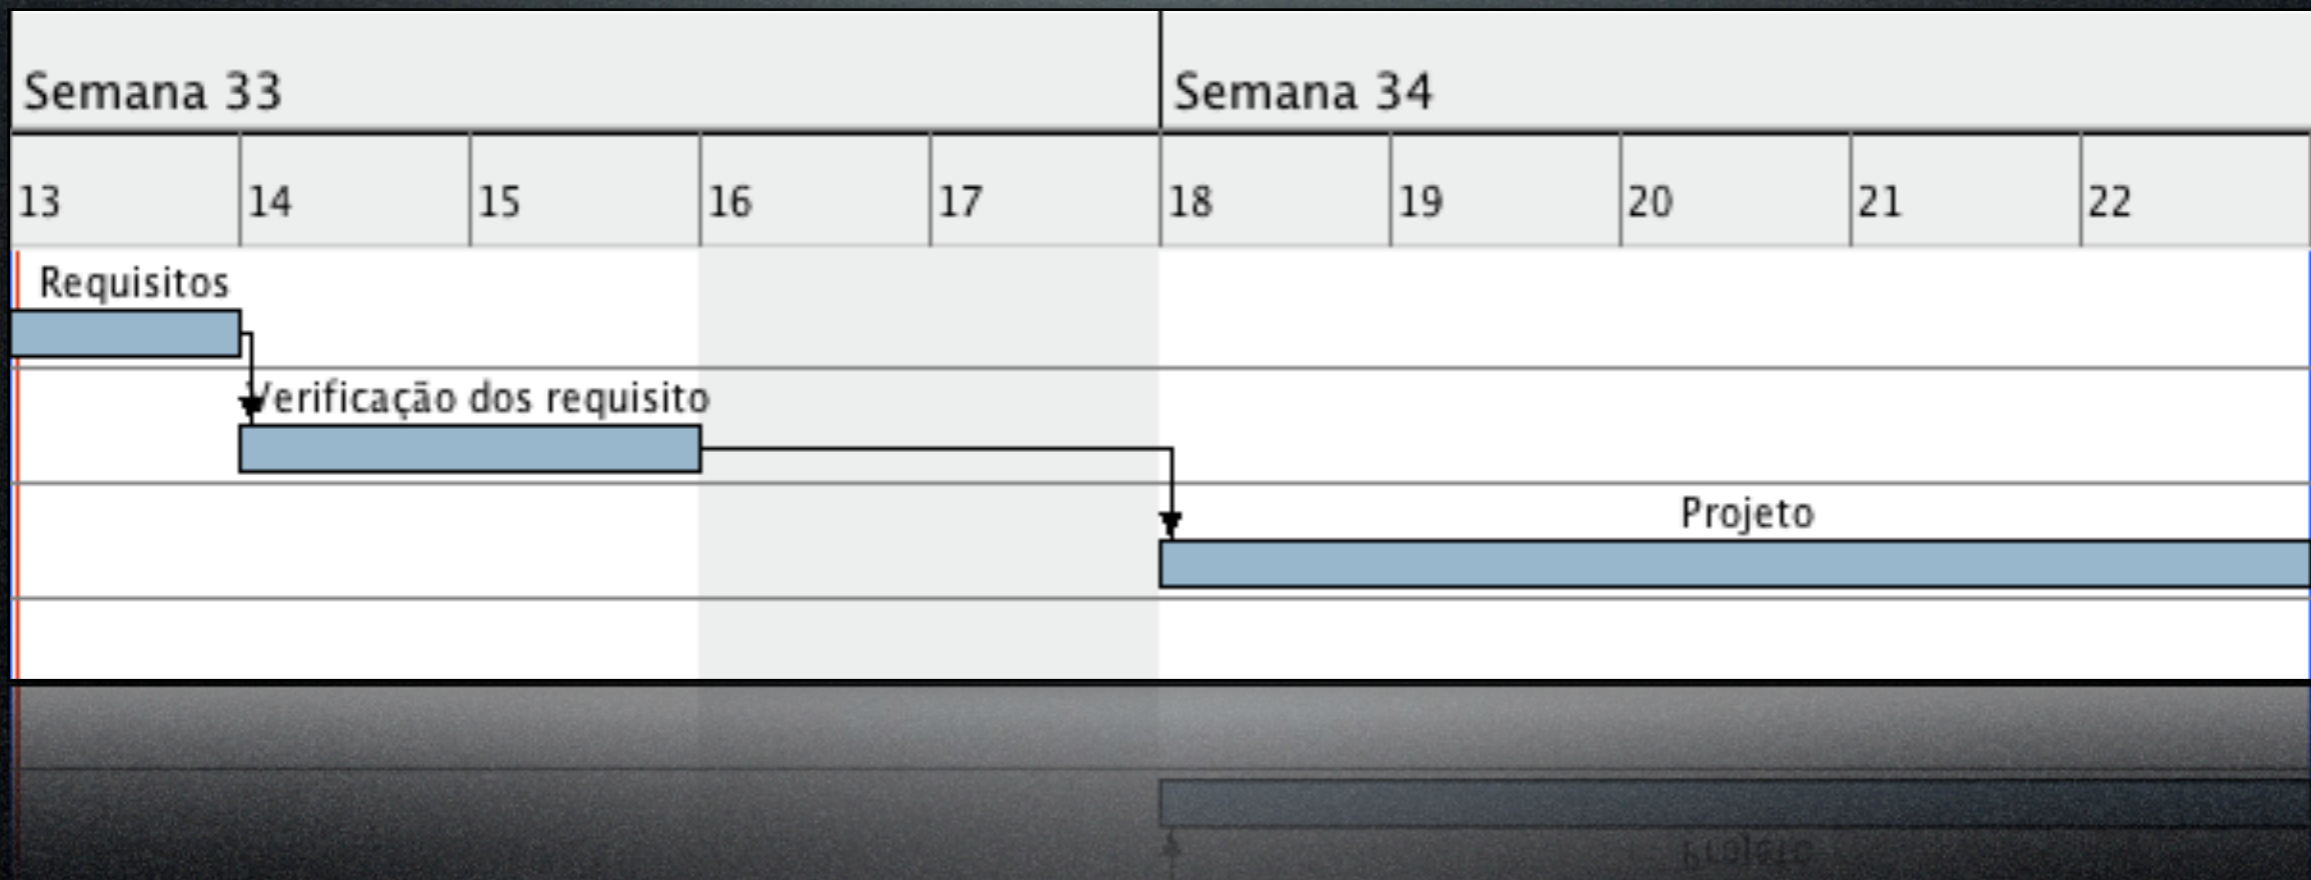 Semana 33 Semana 34
13 14 15 16 17 18 19 20 21 22
Requisitos
Verificação dos requisito
Projeto